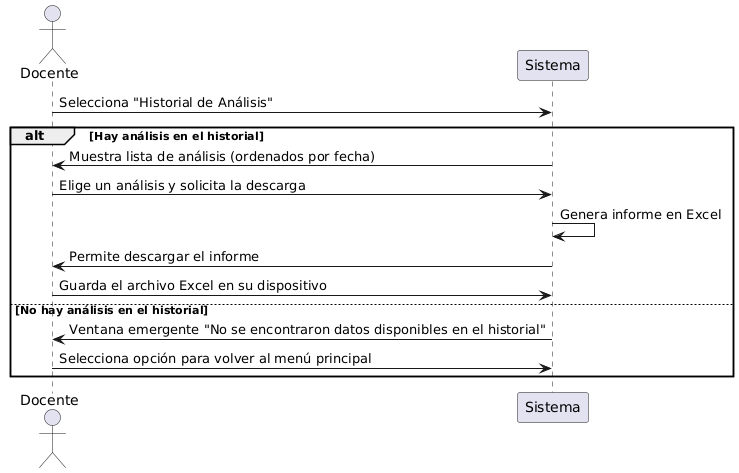 Docente
Sistema
Selecciona "Historial de Análisis"
alt
[Hay análisis en el historial]
Muestra lista de análisis (ordenados por fecha)
Elige un análisis y solicita la descarga
Genera informe en Excel
Permite descargar el informe
Guarda el archivo Excel en su dispositivo
[No hay análisis en el historial]
Ventana emergente "No se encontraron datos disponibles en el historial"
Selecciona opción para volver al menú principal
Docente
Sistema